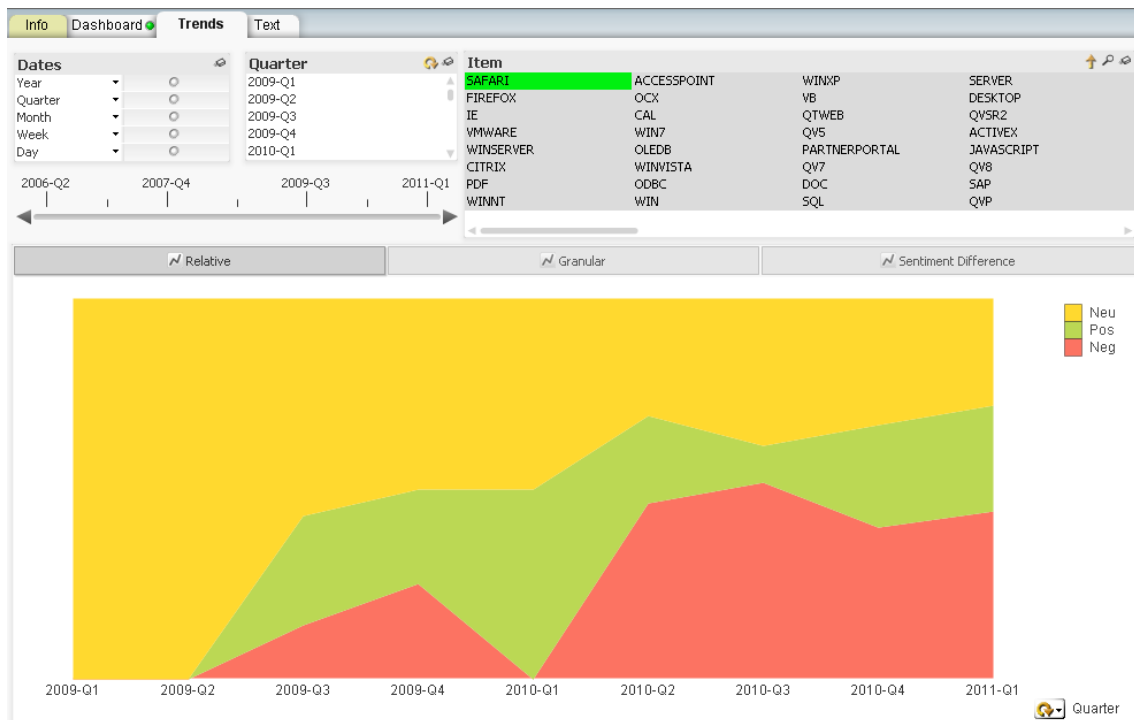 Info Dashboard Trends Text
Dates
Year
Quarter
Month
Week
Day
Quarter
2009-Q1
2009-Q2
2009-Q3
2009-Q4
2010-Q1
2006-Q2 2007-Q4 2009-Q3 2011-Q1
Item
SAFARI ACCESSPOINT WINXP SERVER
FIREFOX OCX VB DESKTOP
IE CAL QTWEB QVSR2
VMWARE WIN7 QV5 ACTIVEX
WINSERVER OLEDB PARTNERPORTAL JAVASCRIPT
CITRIX WINVISTA QV7 QV8
PDF ODBC DOC SAP
WINNT WIN SQL QVP
Relative Granular Sentiment Difference
Neu
Pos
Neg
2009-Q1 2009-Q2 2009-Q3 2009-Q4 2010-Q1 2010-Q2 2010-Q3 2010-Q4 2011-Q1
Quarter